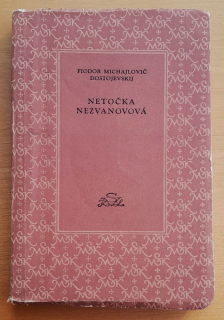 FIODOR MICHAJLOVIČ
DOSTOJEVSKIJ
NETOČKA
NEZVANOVOVÁ